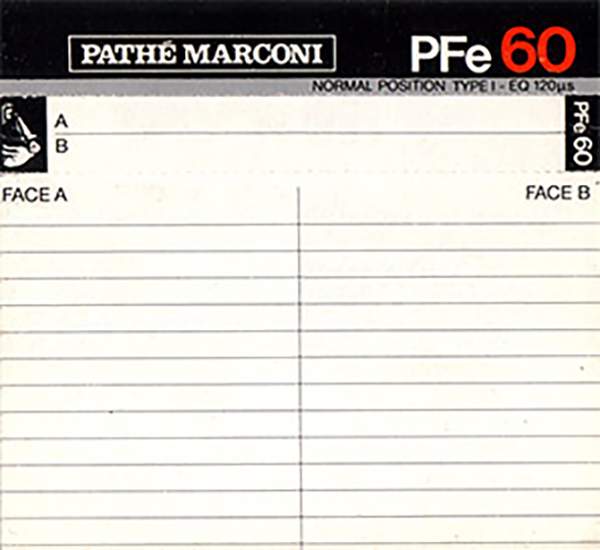 PATHÉ MARCONI
PFe 60
NORMAL POSITION TYPE I - EQ 120µs
A
B
PFe 60
FACE A
FACE B